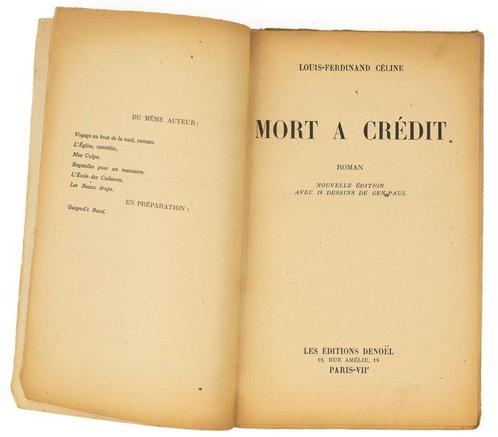 DU MÊME AUTEUR :
Voyage au bout de la nuit, roman.
L'Église, comédie.
Mea Culpa.
Bagatelles pour un massacre.
L'École des Cadavres.
Les Beaux draps.
EN PRÉPARATION :
Guignol's Band.
LOUIS-FERDINAND CÉLINE
MORT A CRÉDIT
ROMAN
NOUVELLE ÉDITION
AVEC 16 DESSINS DE GEN PAUL
LES ÉDITIONS DENOËL
19, RUE AMÉLIE, 19
PARIS-VIIe